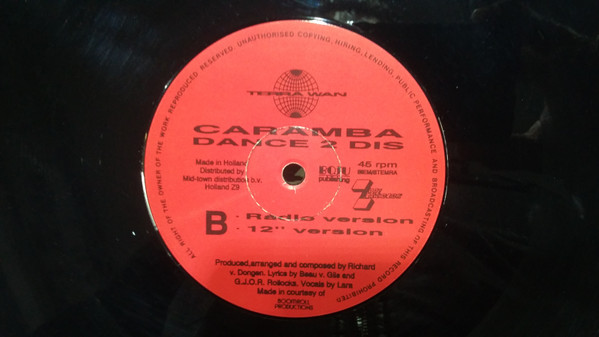 ALL RIGHT OF THE OWNER OF THE WORK REPRODUCED RESERVED. UNAUTHORISED COPYING, HIRING, LENDING, PUBLIC PERFORMANCE AND BROADCASTING OF THIS RECORD PROHIBITED
TERRA WAN
CARAMBA
DANCE 2 DIS
Made in Holland
Distributed by
Mid-town distribution b.v.
Holland Z9
publishing
45 rpm
BIEM/STEMRA
B · Radio version
· 12" version
Produced,arranged and composed by Richard
v. Dongen. Lyrics by Beau v. Gils and
G.J.O.R. Rollocks. Vocals by Lara
Made in courtesy of
PRODUCTIONS